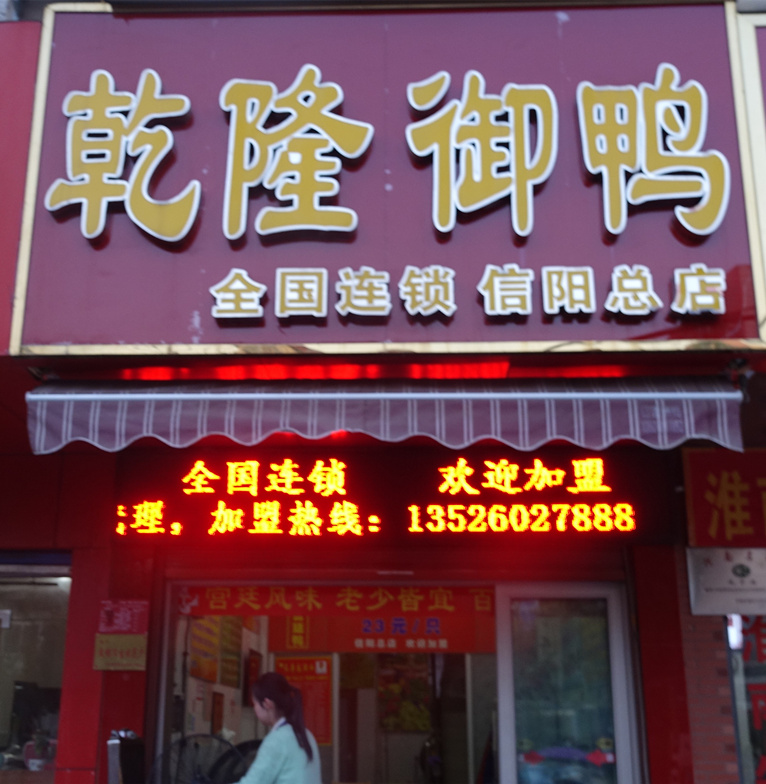 乾隆御鸭
全国连锁 信阳总店
全国连锁 欢迎加盟
理，加盟热线：13526027888
宫廷风味 老少皆宜 百
23元/只
淮